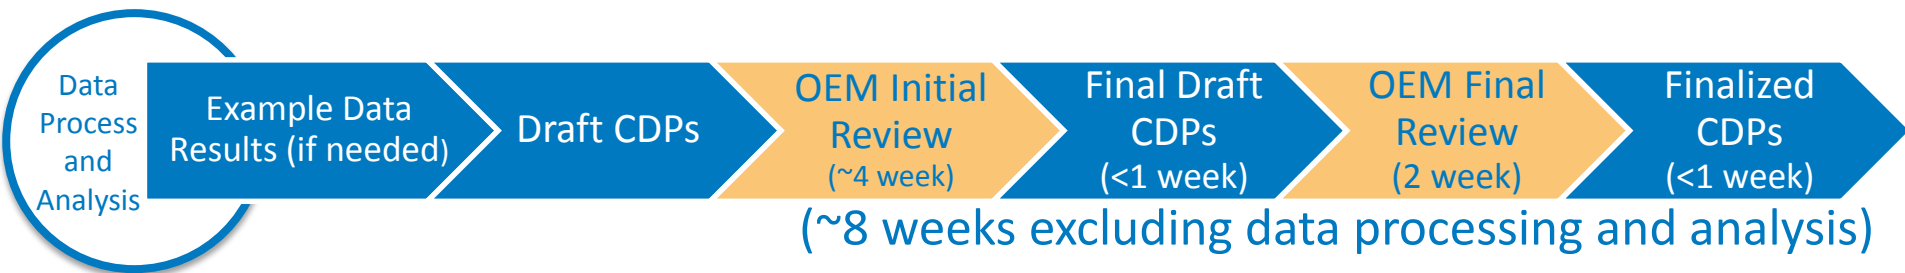 Data
Process
and
Analysis
Example Data
Results (if needed)
Draft CDPs
OEM Initial
Review
(~4 week)
Final Draft
CDPs
(<1 week)
OEM Final
Review
(2 week)
Finalized
CDPs
(<1 week)
(~8 weeks excluding data processing and analysis)